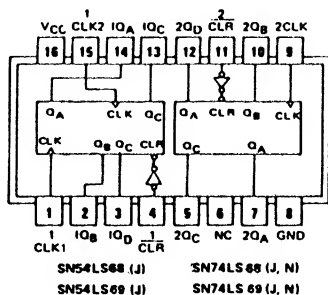 1 2
VCC CLK2 1QA 1QC 2QD CLR 2QB 2CLK
16 15 14 13 12 11 10 9
QA CLK QC QA CLR QB CLK
CLK QB QC CLR QC QA
1 2 3 4 5 6 7 8
1 1QB 1QD 1 2QC NC 2QA GND
CLK1 CLR
SN54LS68 (J) SN74LS68 (J, N)
SN54LS69 (J) SN74LS69 (J, N)